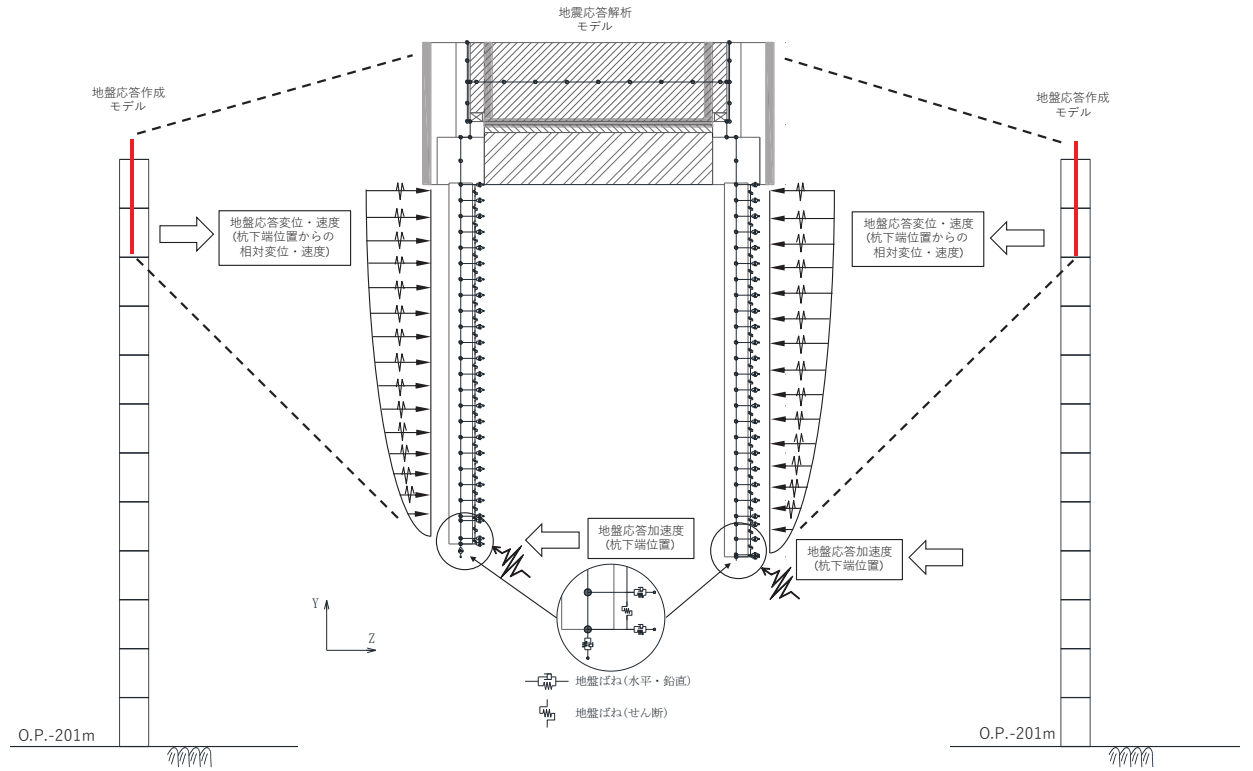 地震応答解析
モデル
地盤応答作成
モデル
地盤応答作成
モデル
地盤応答変位・速度
(杭下端位置からの
相対変位・速度)
地盤応答変位・速度
(杭下端位置からの
相対変位・速度)
地盤応答加速度
(杭下端位置)
地盤応答加速度
(杭下端位置)
Y
Z
地盤ばね(水平・鉛直)
地盤ばね(せん断)
O.P.-201m
O.P.-201m